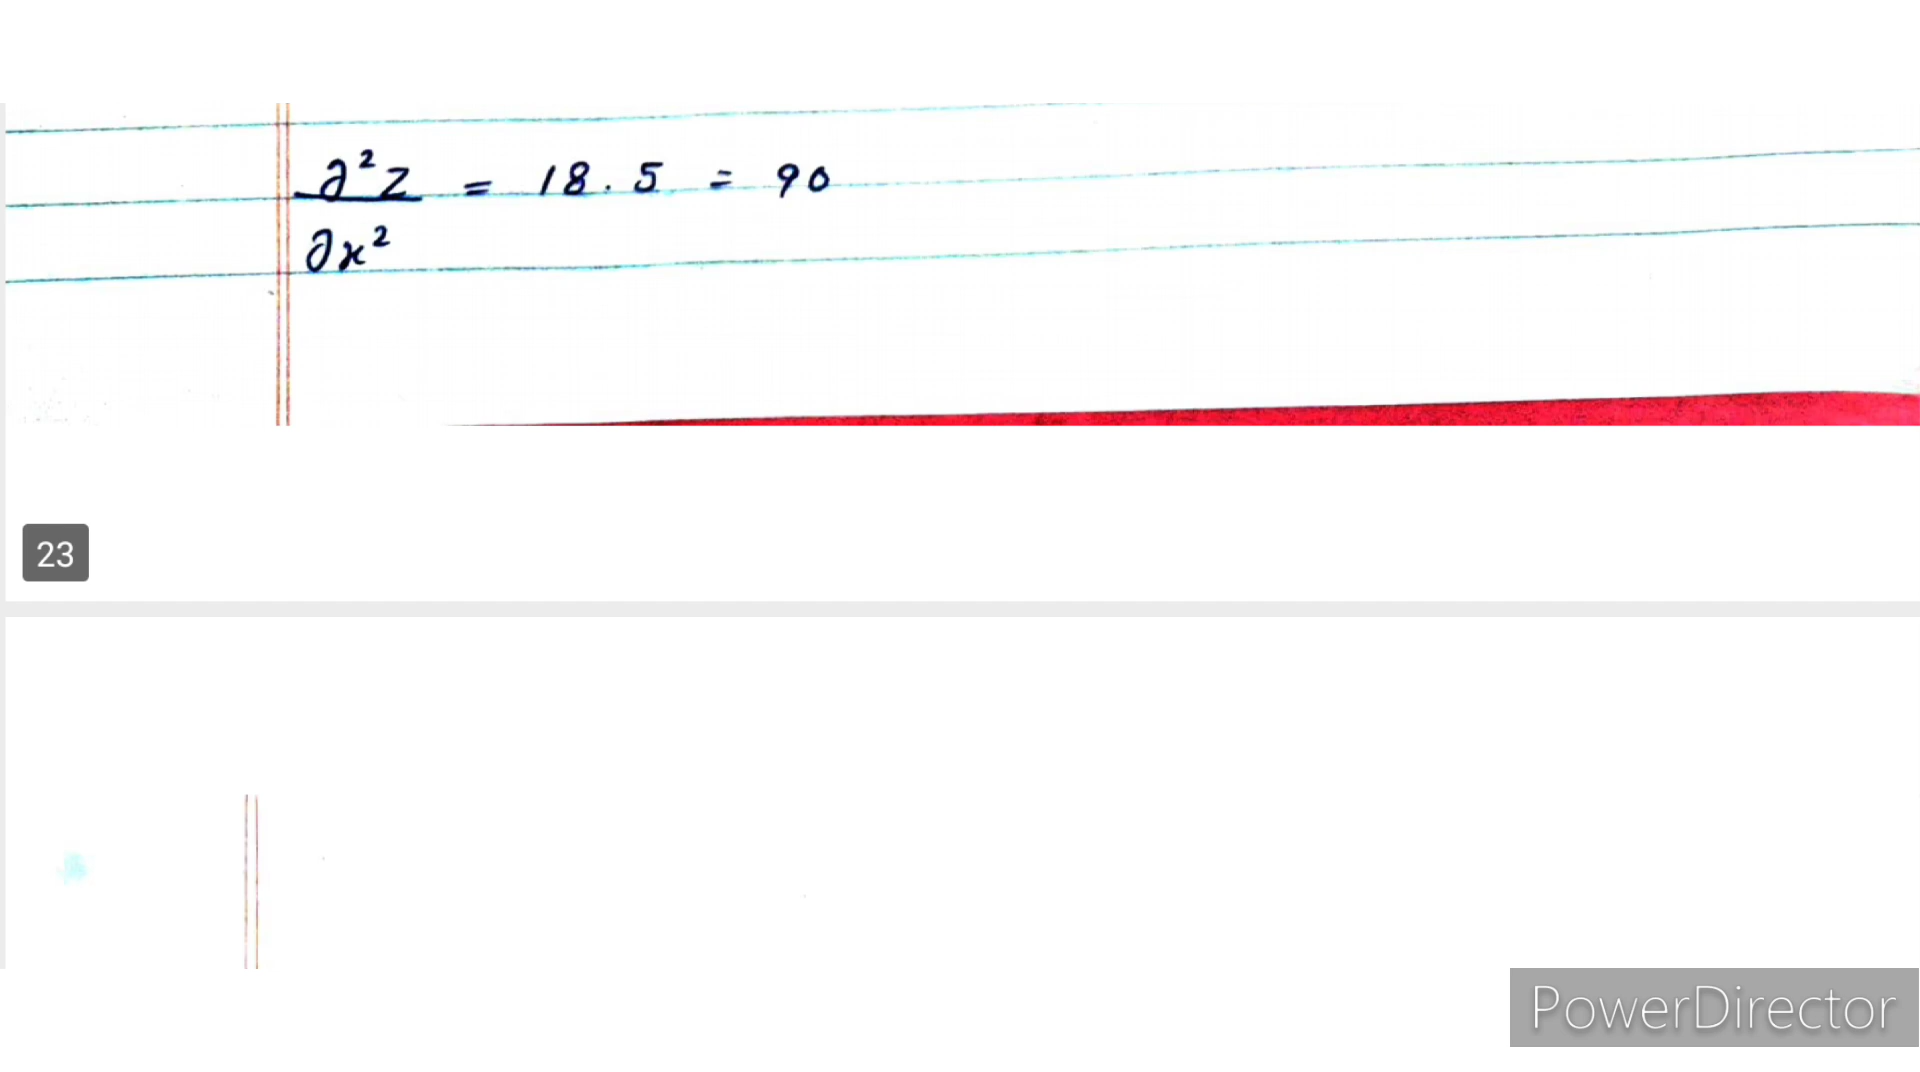 ∂²z = 18.5 = 90
∂x²
23
PowerDirector